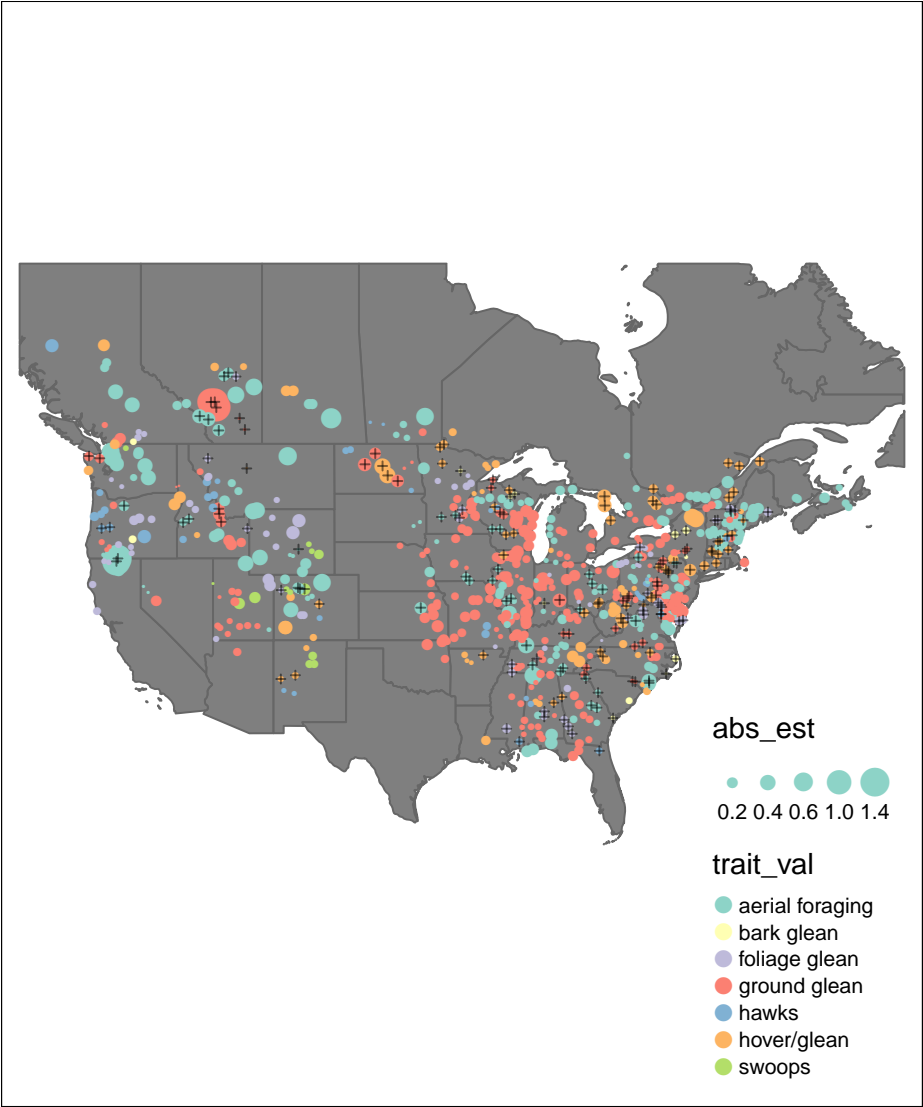 abs_est
0.2 0.4 0.6 1.0 1.4
trait_val
aerial foraging
bark glean
foliage glean
ground glean
hawks
hover/glean
swoops